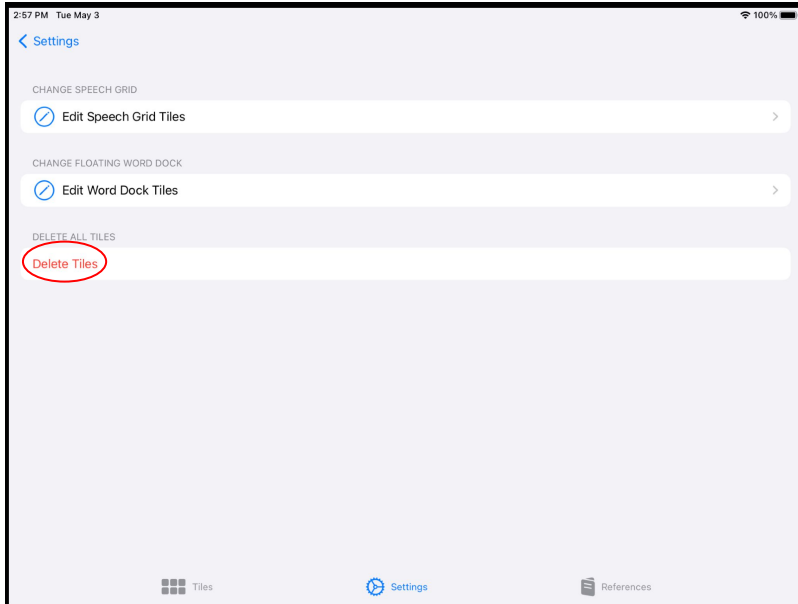 2:57 PM Tue May 3 100%
Settings
CHANGE SPEECH GRID
Edit Speech Grid Tiles
CHANGE FLOATING WORD DOCK
Edit Word Dock Tiles
DELETE ALL TILES
Delete Tiles
Tiles Settings References